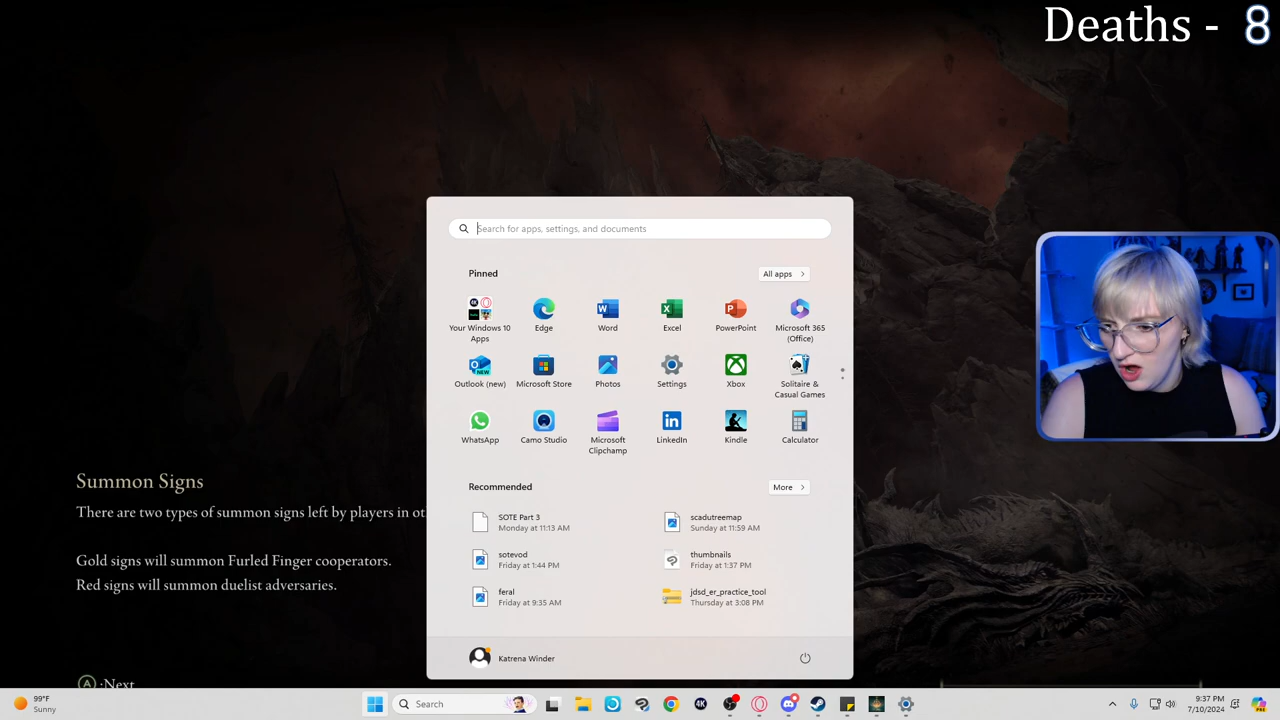 Deaths - 8
Search for apps, settings, and documents
Pinned
All apps
Your Windows 10
Apps
Edge
Word
Excel
PowerPoint
Microsoft 365
(Office)
Outlook (new)
Microsoft Store
Photos
Settings
Xbox
Solitaire &
Casual Games
WhatsApp
Camo Studio
Microsoft
Clipchamp
LinkedIn
Kindle
Calculator
Summon Signs
There are two types of summon signs left by players in ot
Gold signs will summon Furled Finger cooperators.
Red signs will summon duelist adversaries.
Recommended
More
SOTE Part 3
Monday at 11:13 AM
scadutreemap
Sunday at 11:59 AM
sotevod
Friday at 1:44 PM
thumbnails
Friday at 1:37 PM
feral
Friday at 9:35 AM
jdsd_er_practice_tool
Thursday at 3:08 PM
Katrena Winder
A :Next
99°F
Sunny
Search
4K
9:37 PM
7/10/2024